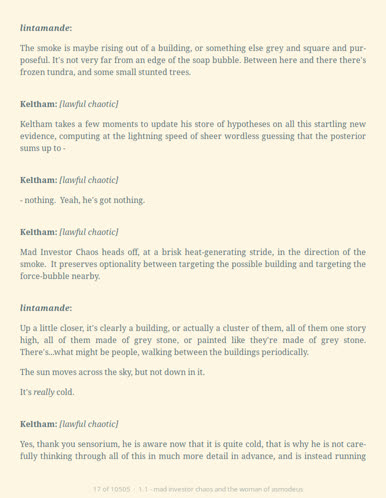 lintamande:
The smoke is maybe rising out of a building, or something else grey and square and pur-
poseful. It's not very far from an edge of the soap bubble. Between here and there there's
frozen tundra, and some small stunted trees.
Keltham: [lawful chaotic]
Keltham takes a few moments to update his store of hypotheses on all this startling new
evidence, computing at the lightning speed of sheer wordless guessing that the posterior
sums up to -
Keltham: [lawful chaotic]
- nothing. Yeah, he's got nothing.
Keltham: [lawful chaotic]
Mad Investor Chaos heads off, at a brisk heat-generating stride, in the direction of the
smoke. It preserves optionality between targeting the possible building and targeting the
force-bubble nearby.
lintamande:
Up a little closer, it's clearly a building, or actually a cluster of them, all of them one story
high, all of them made of grey stone, or painted like they're made of grey stone.
There's...what might be people, walking between the buildings periodically.
The sun moves across the sky, but not down in it.
It's really cold.
Keltham: [lawful chaotic]
Yes, thank you sensorium, he is aware now that it is quite cold, that is why he is not care-
fully thinking through all of this in much more detail in advance, and is instead running
17 of 10505 · 1.1 - mad investor chaos and the woman of asmodeus